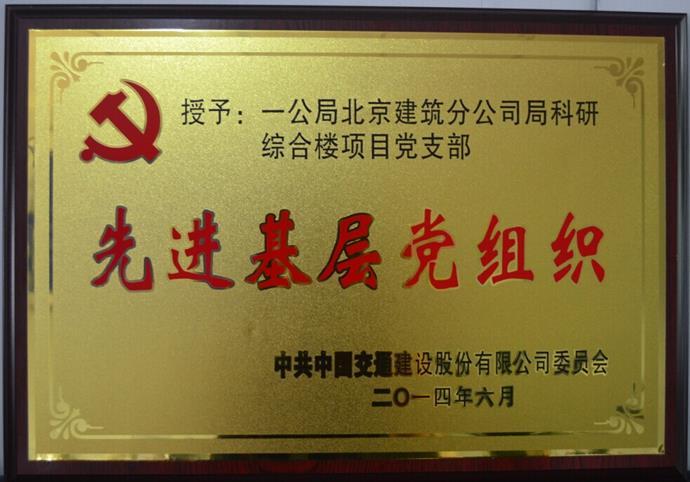 授予：一公局北京建筑分公司局科研
综合楼项目党支部
先进基层党组织
中共中国交通建设股份有限公司委员会
二〇一四年六月